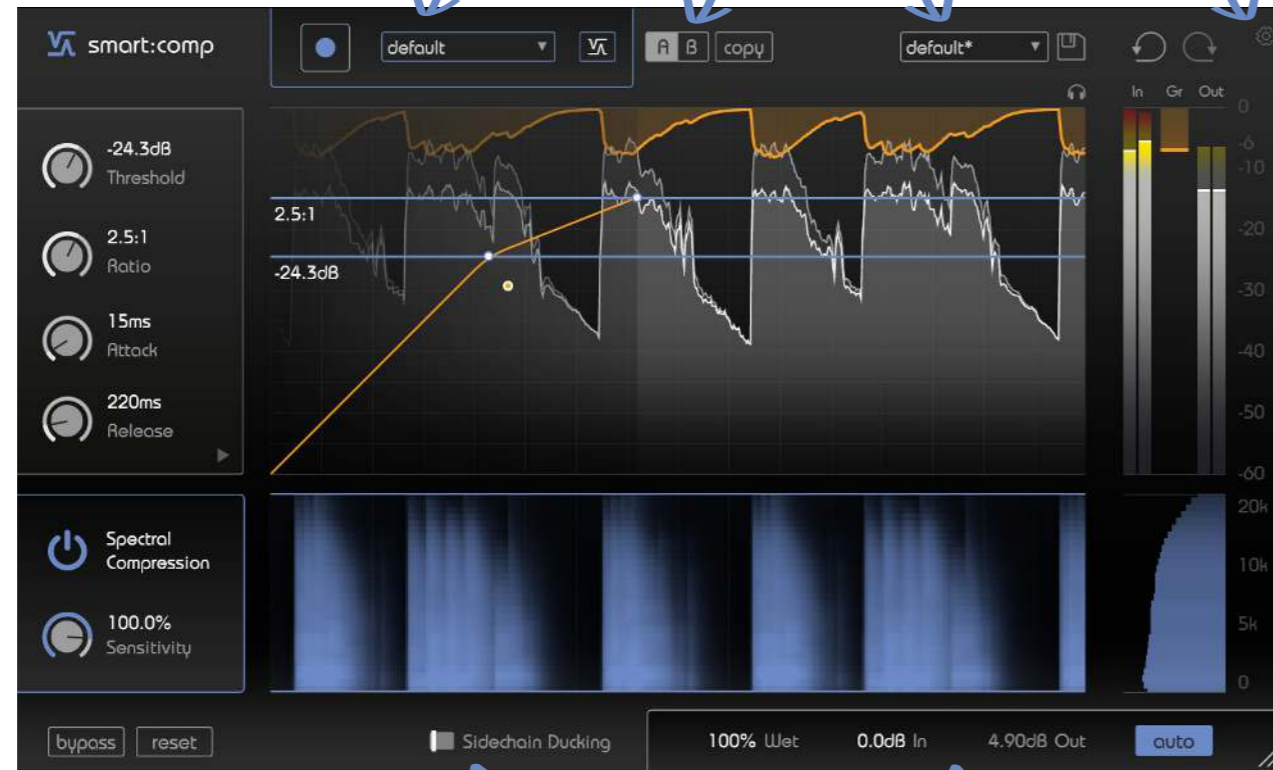 smart:comp
default
A B copy
default*
In Gr Out
-24.3dB
Threshold
2.5:1
Ratio
15ms
Attack
220ms
Release
2.5:1
-24.3dB
0
-6
-10
-20
-30
-40
-50
-60
Spectral
Compression
100.0%
Sensitivity
20k
10k
5k
0
bypass reset
Sidechain Ducking
100% Wet 0.0dB In 4.90dB Out auto